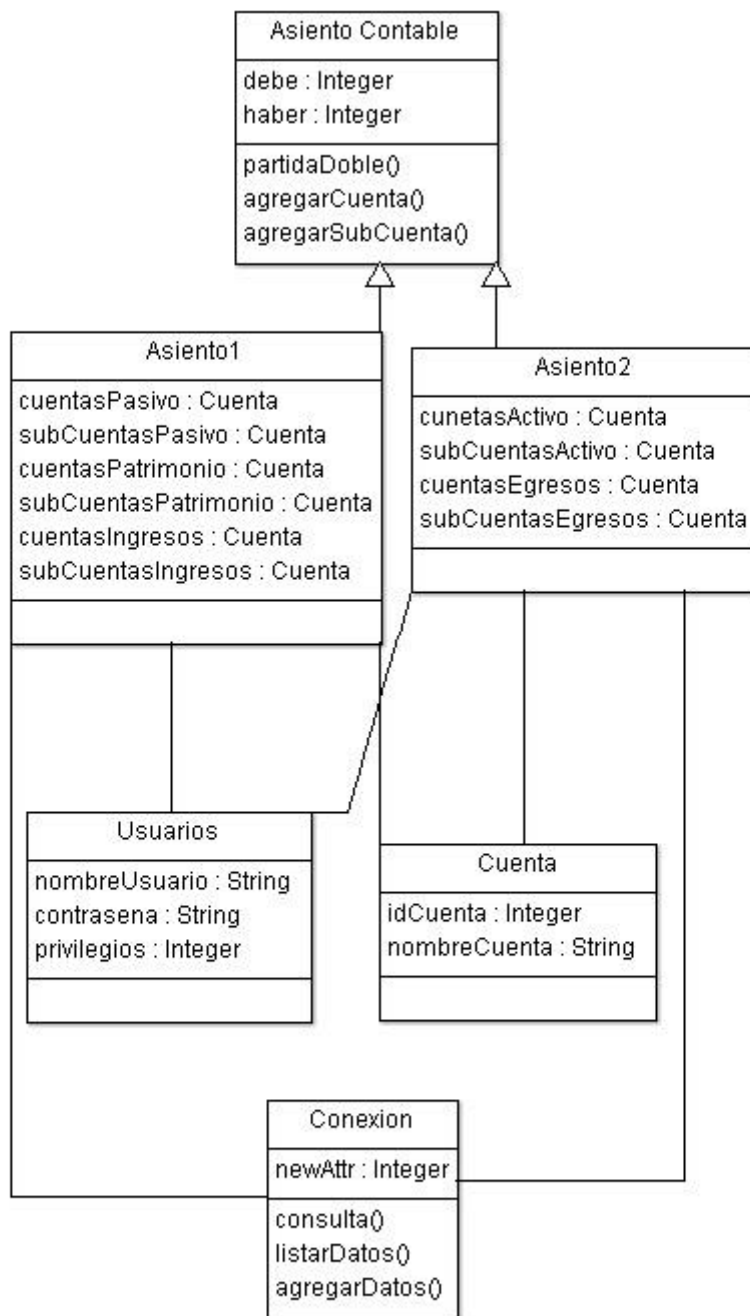 Asiento Contable
debe : Integer
haber : Integer
partidaDoble()
agregarCuenta()
agregarSubCuenta()
Asiento1
cuentasPasivo : Cuenta
subCuentasPasivo : Cuenta
cuentasPatrimonio : Cuenta
subCuentasPatrimonio : Cuenta
cuentasIngresos : Cuenta
subCuentasIngresos : Cuenta
Asiento2
cunetasActivo : Cuenta
subCuentasActivo : Cuenta
cuentasEgresos : Cuenta
subCuentasEgresos : Cuenta
Usuarios
nombreUsuario : String
contrasena : String
privilegios : Integer
Cuenta
idCuenta : Integer
nombreCuenta : String
Conexion
newAttr : Integer
consulta()
listarDatos()
agregarDatos()